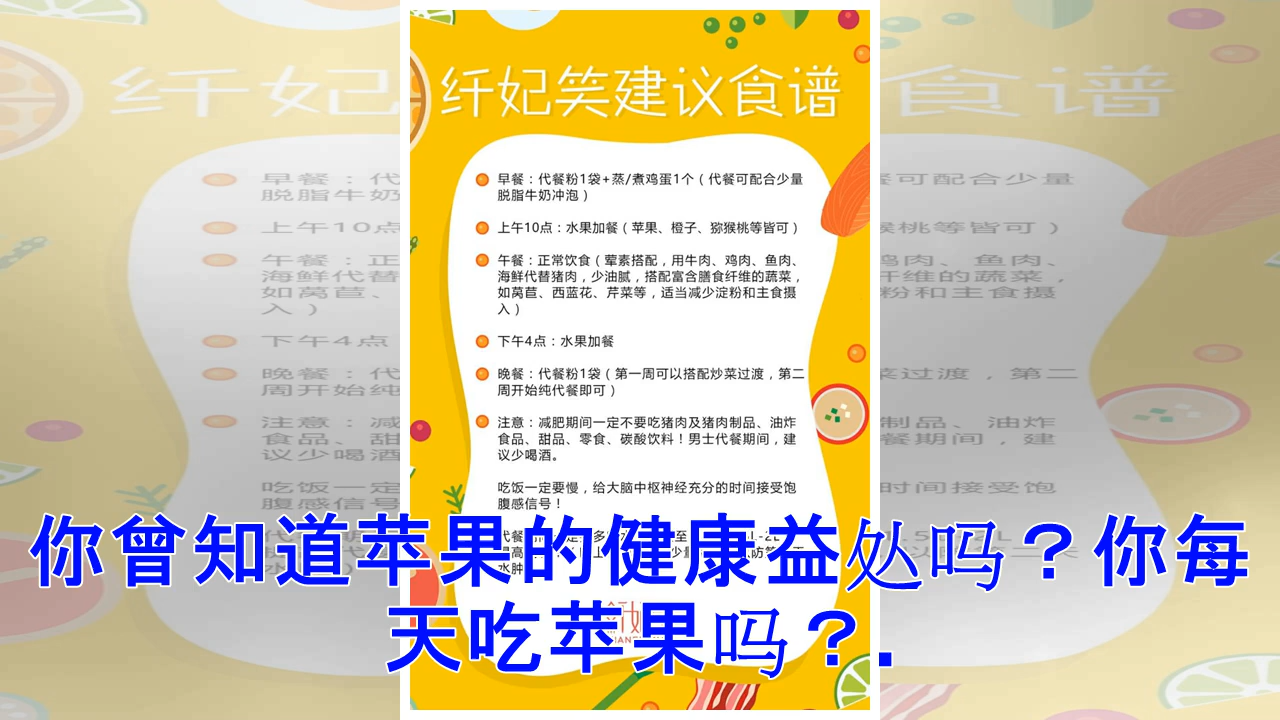 纤妃笑建议食谱
早餐：代餐粉1袋+蒸/煮鸡蛋1个（代餐可配合少量
脱脂牛奶冲泡）
上午10点：水果加餐（苹果、橙子、猕猴桃等皆可）
午餐：正常饮食（荤素搭配，用牛肉、鸡肉、鱼肉、
海鲜代替猪肉，少油腻，搭配富含膳食纤维的蔬菜，
如莴苣、西蓝花、芹菜等，适当减少淀粉和主食摄
入）
下午4点：水果加餐
晚餐：代餐粉1袋（第一周可以搭配炒菜过渡，第二
周开始纯代餐即可）
注意：减肥期间一定不要吃猪肉及猪肉制品、油炸
食品、甜品、零食、碳酸饮料！男士代餐期间，建
议少喝酒。
吃饭一定要慢，给大脑中枢神经充分的时间接受饱
腹感信号！
你曾知道苹果的健康益处吗？你每
天吃苹果吗？.